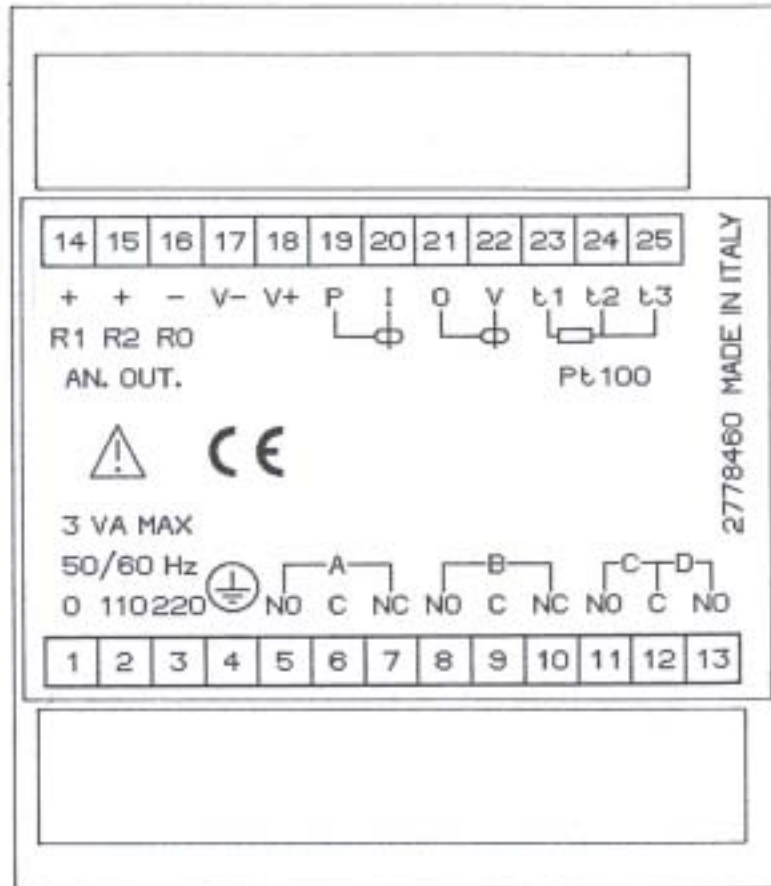 14 15 16 17 18 19 20 21 22 23 24 25
+ + - V- V+ P I O V t1 t2 t3
R1 R2 R0
AN. OUT.
Pt100
CE
3 VA MAX
50/60 Hz
A B C D
0 110 220 NO C NC NO C NC NO C NO
1 2 3 4 5 6 7 8 9 10 11 12 13
2778460 MADE IN ITALY